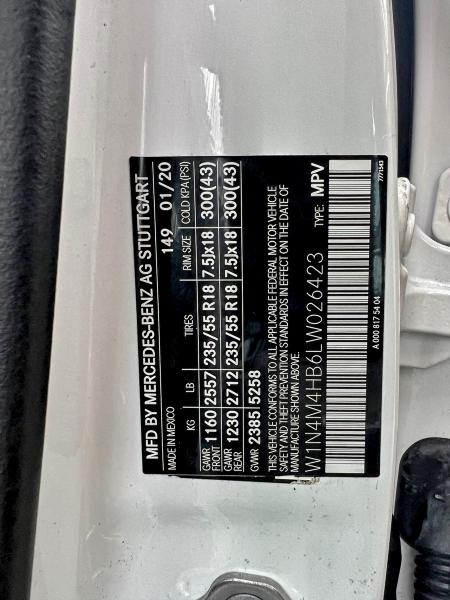 MFD BY MERCEDES-BENZ AG STUTTGART
MADE IN MEXICO 149 01/20
KG LB TIRES RIM SIZE COLD KPA(PSI)
GAWR FRONT 1160 2557 235/55 R18 7.5Jx18 300(43)
GAWR REAR 1230 2712 235/55 R18 7.5Jx18 300(43)
GVWR 2385 5258
THIS VEHICLE CONFORMS TO ALL APPLICABLE FEDERAL MOTOR VEHICLE
SAFETY AND THEFT PREVENTION STANDARDS IN EFFECT ON THE DATE OF
MANUFACTURE SHOWN ABOVE.
W1N4M4HB6LW026423 TYPE: MPV
A 000 817 54 04
7771543